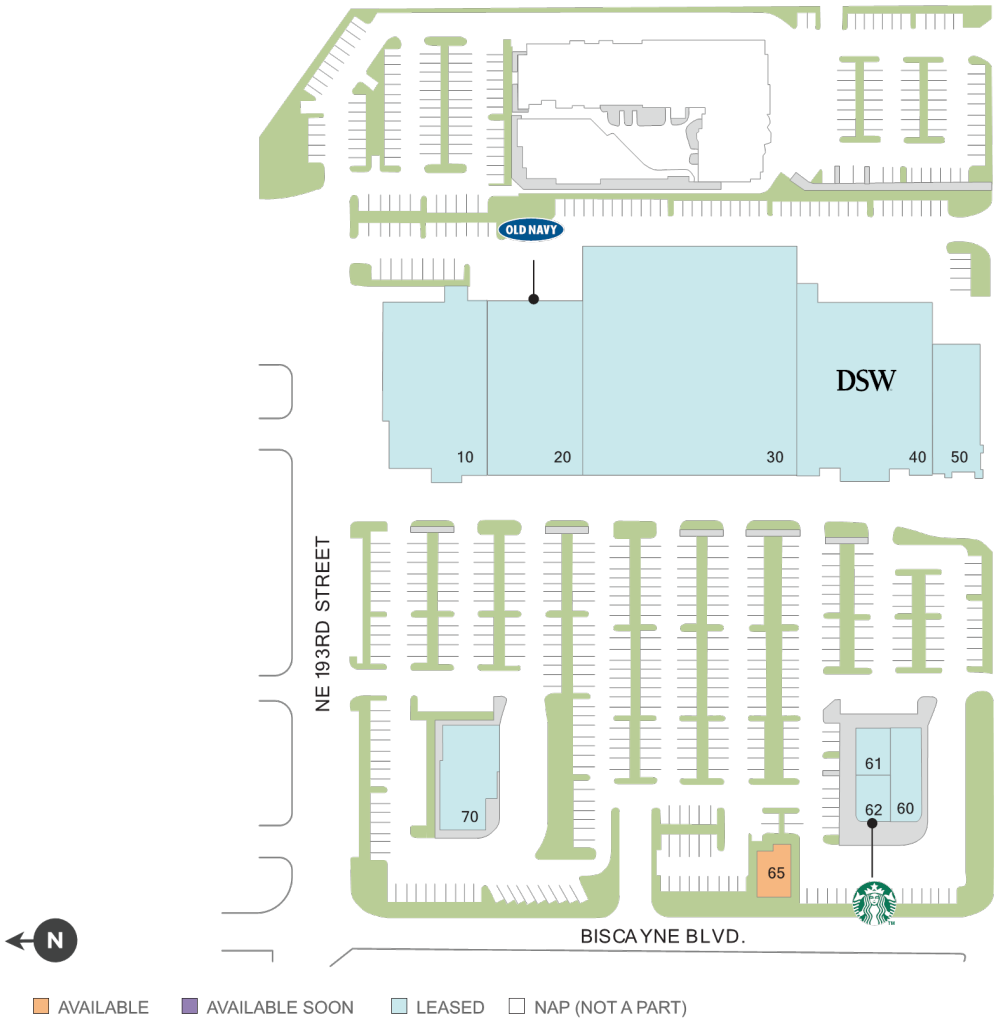 OLD NAVY
DSW
10
20
30
40
50
NE 193RD STREET
61
70
62
60
65
TM
BISCAYNE BLVD.
N
AVAILABLE
AVAILABLE SOON
LEASED
NAP (NOT A PART)